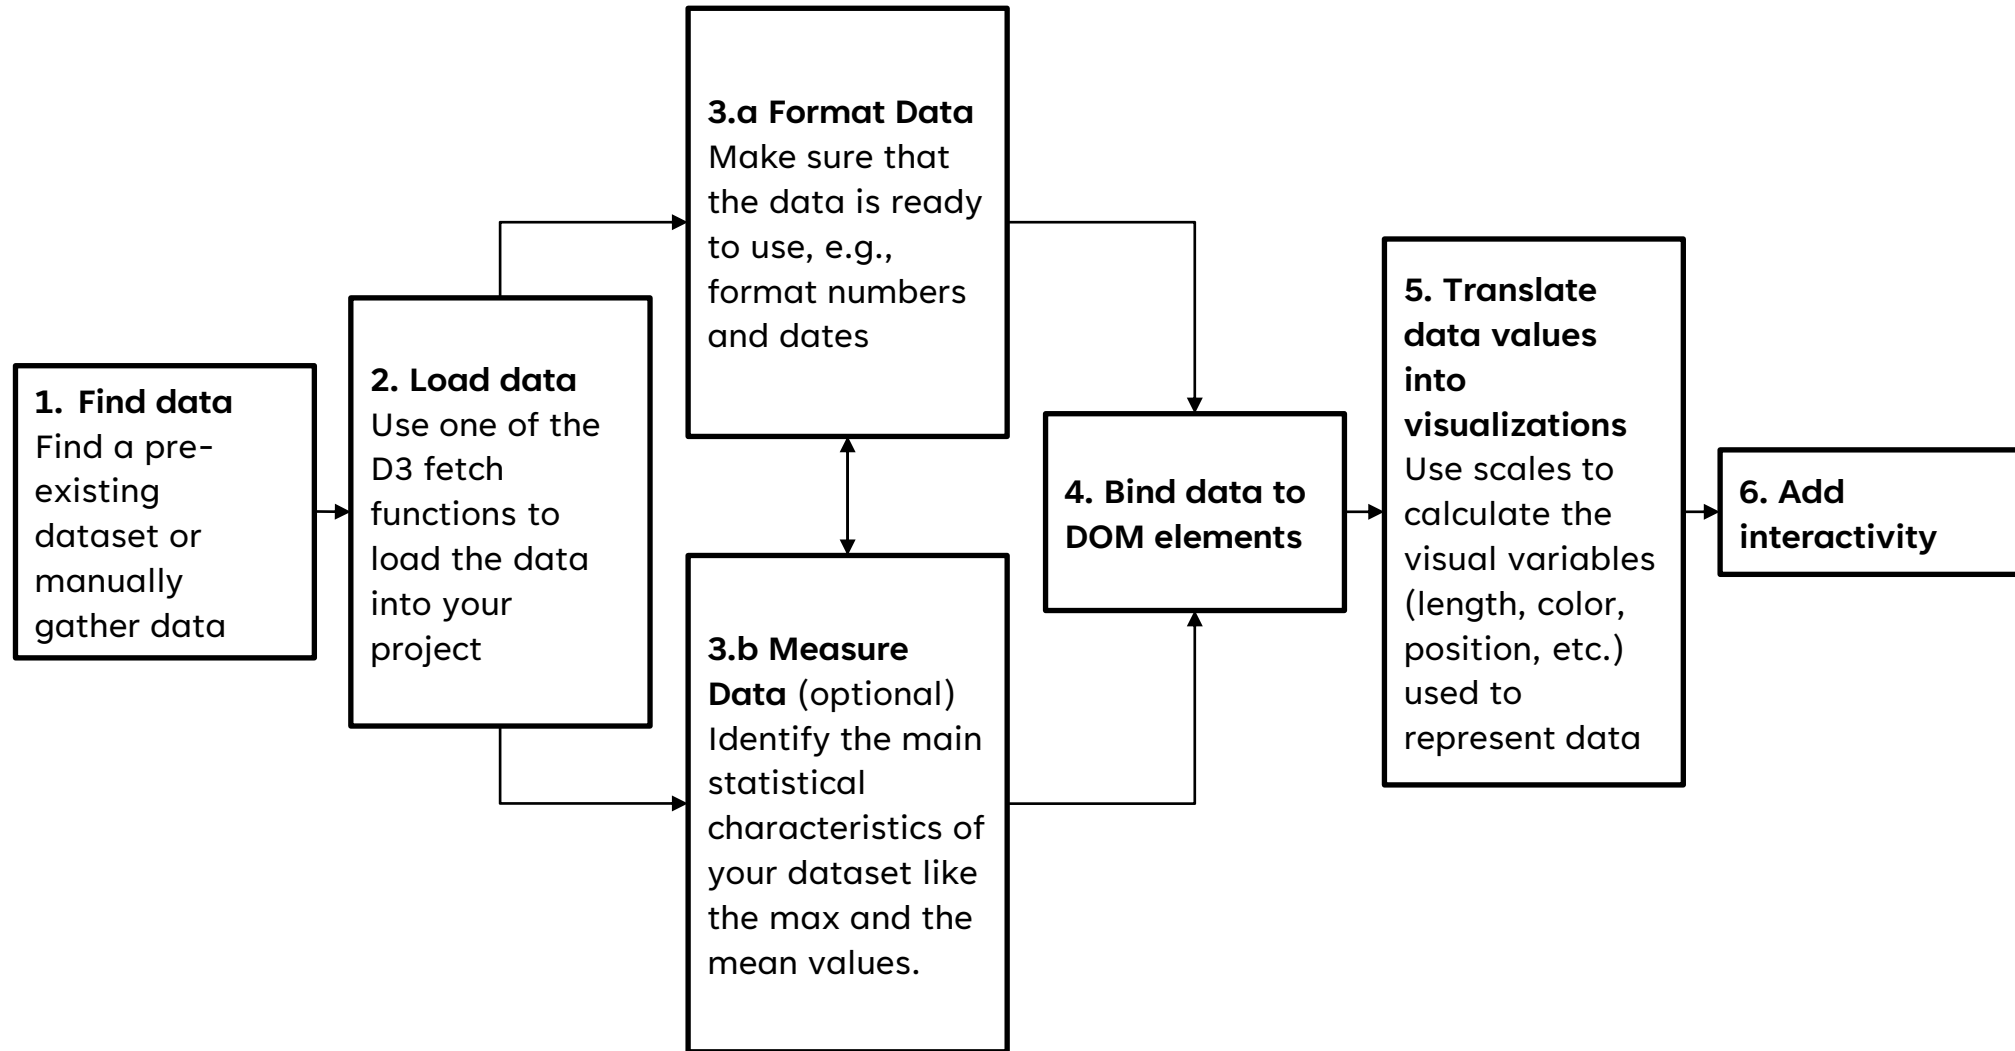 1. Find data
Find a pre-
existing
dataset or
manually
gather data
2. Load data
Use one of the
D3 fetch
functions to
load the data
into your
project
3.a Format Data
Make sure that
the data is ready
to use, e.g.,
format numbers
and dates
3.b Measure
Data (optional)
Identify the main
statistical
characteristics of
your dataset like
the max and the
mean values.
4. Bind data to
DOM elements
5. Translate
data values
into
visualizations
Use scales to
calculate the
visual variables
(length, color,
position, etc.)
used to
represent data
6. Add
interactivity